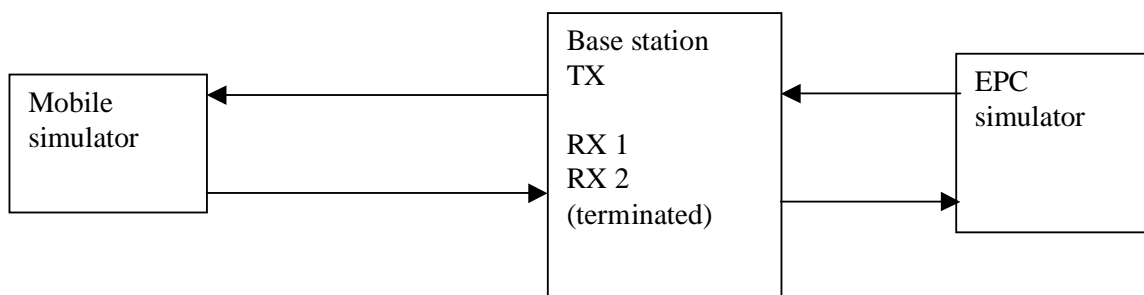 Mobile
simulator
Base station
TX
RX 1
RX 2
(terminated)
EPC
simulator